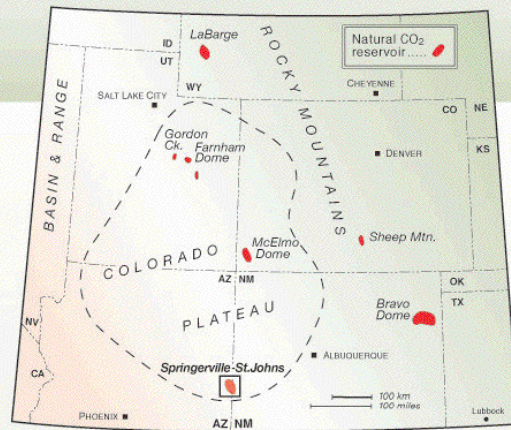 LaBarge
ROCKY MOUNTAINS
Natural CO₂
reservoir.....
ID
UT
WY
SALT LAKE CITY
CHEYENNE
CO
NE
KS
BASIN & RANGE
Gordon
Ck.
Farnham
Dome
DENVER
Sheep Mtn.
McElmo
Dome
COLORADO
PLATEAU
AZ NM
OK
TX
Bravo
Dome
NV
CA
Springerville-St.Johns
ALBUQUERQUE
100 km
100 miles
PHOENIX
AZ NM
Lubbock